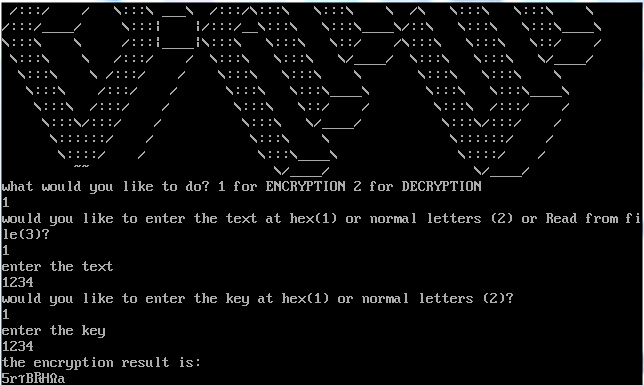 what would you like to do? 1 for ENCRYPTION 2 for DECRYPTION
1
would you like to enter the text at hex(1) or normal letters (2) or Read from fi
le(3)?
1
enter the text
1234
would you like to enter the key at hex(1) or normal letters (2)?
1
enter the key
1234
the encryption result is: